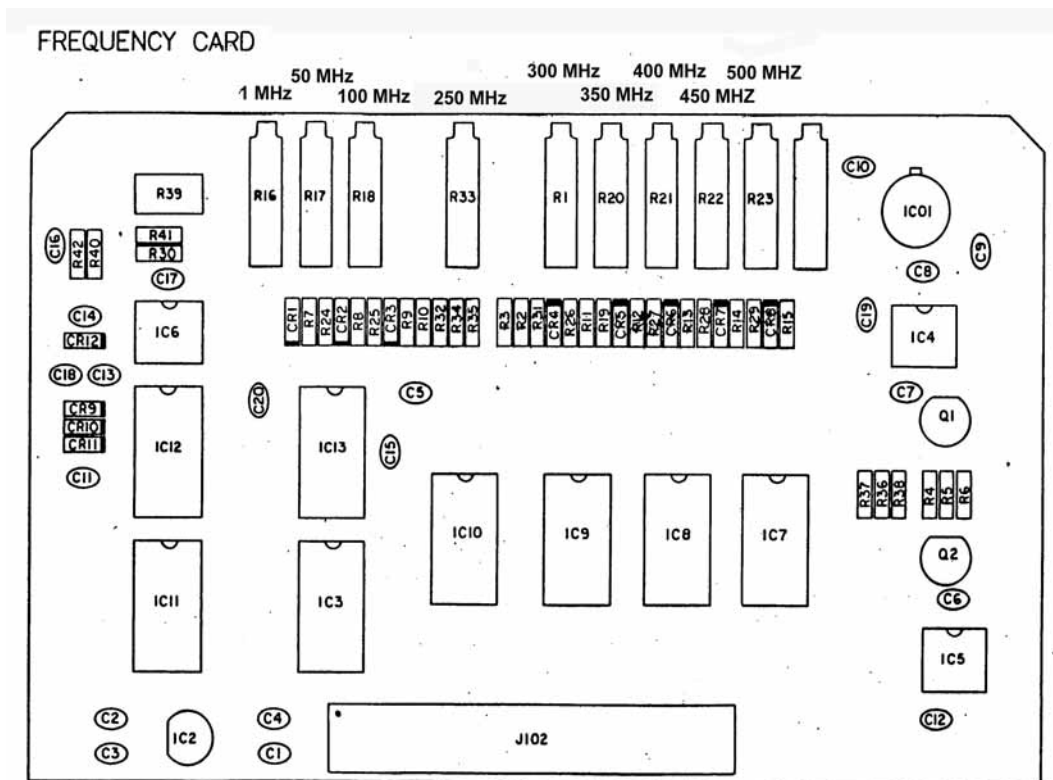 FREQUENCY CARD
300 MHz 400 MHz 500 MHZ
50 MHz
1 MHz 100 MHz 250 MHz 350 MHz 450 MHZ
R16 R17 R18 R33 R1 R20 R21 R22 R23
C10
R39
IC01
C16 R42 R40 R41
R30
C9
C8
C17
C14
CR12
IC6
CR1 R7 R24 CR2 R8 R25 CR3 R9 R10 R32 R34 R35
R3 R2 R31 CR4 R26 R11 R19 CR5 R12 R27 CR6 R13 R28 CR7 R14 R29 CR8 R15
C19
IC4
C18 C13
C20
C5
C7
CR9
CR10
CR11
IC12
IC13
C15
Q1
C11
R37 R36 R38 R4 R5 R6
IC10 IC9 IC8 IC7
Q2
IC11 IC3
C6
IC5
C2 C4
C3 IC2 C1
J102
C12